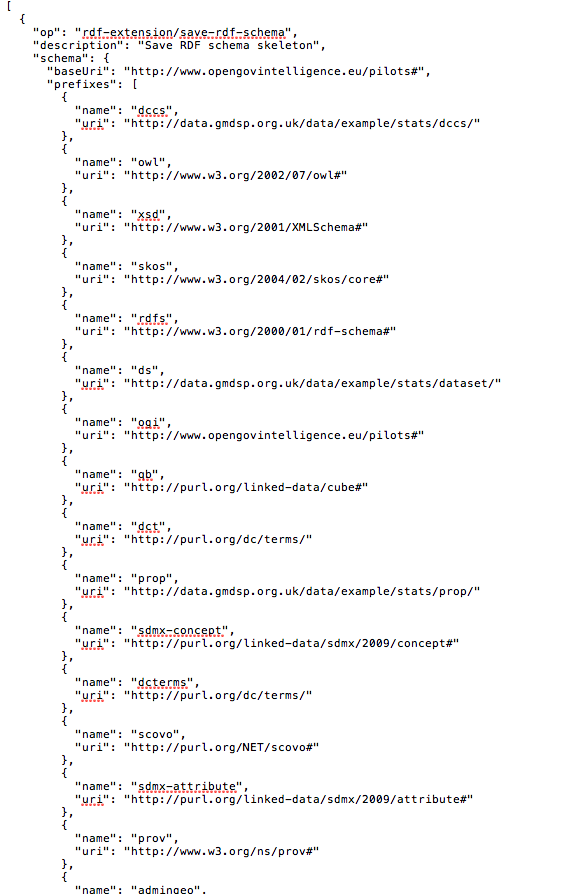 [
  {
    "op": "rdf-extension/save-rdf-schema",
    "description": "Save RDF schema skeleton",
    "schema": {
      "baseUri": "http://www.opengovintelligence.eu/pilots#",
      "prefixes": [
        {
          "name": "dccs",
          "uri": "http://data.gmdsp.org.uk/data/example/stats/dccs/"
        },
        {
          "name": "owl",
          "uri": "http://www.w3.org/2002/07/owl#"
        },
        {
          "name": "xsd",
          "uri": "http://www.w3.org/2001/XMLSchema#"
        },
        {
          "name": "skos",
          "uri": "http://www.w3.org/2004/02/skos/core#"
        },
        {
          "name": "rdfs",
          "uri": "http://www.w3.org/2000/01/rdf-schema#"
        },
        {
          "name": "ds",
          "uri": "http://data.gmdsp.org.uk/data/example/stats/dataset/"
        },
        {
          "name": "ogi",
          "uri": "http://www.opengovintelligence.eu/pilots#"
        },
        {
          "name": "qb",
          "uri": "http://purl.org/linked-data/cube#"
        },
        {
          "name": "dct",
          "uri": "http://purl.org/dc/terms/"
        },
        {
          "name": "prop",
          "uri": "http://data.gmdsp.org.uk/data/example/stats/prop/"
        },
        {
          "name": "sdmx-concept",
          "uri": "http://purl.org/linked-data/sdmx/2009/concept#"
        },
        {
          "name": "dcterms",
          "uri": "http://purl.org/dc/terms/"
        },
        {
          "name": "scovo",
          "uri": "http://purl.org/NET/scovo#"
        },
        {
          "name": "sdmx-attribute",
          "uri": "http://purl.org/linked-data/sdmx/2009/attribute#"
        },
        {
          "name": "prov",
          "uri": "http://www.w3.org/ns/prov#"
        },
        {
          "name": "admingeo",